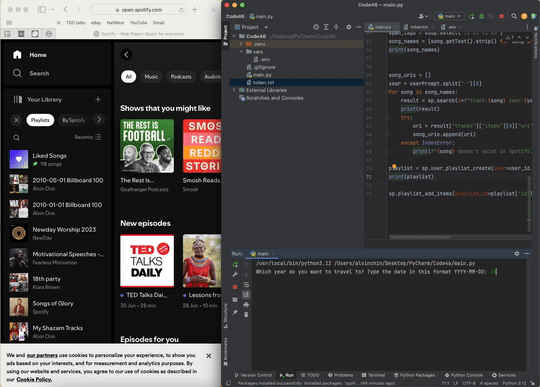 open.spotify.com
TED talks
eBay
NetWest
Gmail
YouTube
Spotify - Web Player: Music for everyone
Home
Search
Your Library
Playlists
By Spotify
Recents
Liked Songs
118 songs
2010-05-01 Billboard 100
Alvin Chin
2010-05-01 Billboard 100
Alvin Chin
Newday Worship 2023
NewDay
Motivational Speeches –
Fearless Motivation
18th party
Kiara Brown
Songs of Glory
Spotify
My Shazam Tracks
Alvin Chin
All
Music
Podcasts
Audiobooks
Shows that you might like
THE REST IS
FOOTBALL
SMOSH
READS
REDDIT
STORIES
The Rest Is...
Goalhanger Podcasts
Smosh Reads...
Smosh
New episodes
TED
TALKS
DAILY
TED Talks Dai...
Lessons from
30 Jun • 28 min
28 Jun •
Episodes for you
We and our partners use cookies to personalize your experience, to show you
ads based on your interests, and for measurement and analytics purposes. By
using our website and services, you agree to our use of cookies as described in
our Cookie Policy.
Code46 – main.py
Code46
main.py
main
Project
Code46 ~/Desktop/PyCharm/Code46
.venv
vars
.env
.gitignore
main.py
token.txt
External Libraries
Scratches and Consoles
main.py
token.txt
.env
song_names = [song.getText().strip() for song
print(song_names)
song_uris = []
year = userPrompt.split("-")[0]
for song in song_names:
result = sp.search(q=f"track:{song} year:{ye
print(result)
try:
uri = result["tracks"]["items"][0]["uri"
song_uris.append(uri)
except IndexError:
print(f"{song} doesn't exist in Spotify.
playlist = sp.user_playlist_create(user=user_id,
print(playlist)
sp.playlist_add_items(playlist_id=playlist["id"]
Run:
main
/usr/local/bin/python3.12 /Users/alvinchin/Desktop/PyCharm/Code46/main.py
Which year do you want to travel to? Type the date in this format YYYY-MM-DD: 20
Version Control
Run
TODO
Problems
Terminal
Python Packages
Python Console
Services
Packages installed successfully: Installed packages: 'spot... (49 minutes ago)
LF
UTF-8
4 spaces
Python 3.12
Notifications
Structure
Bookmarks